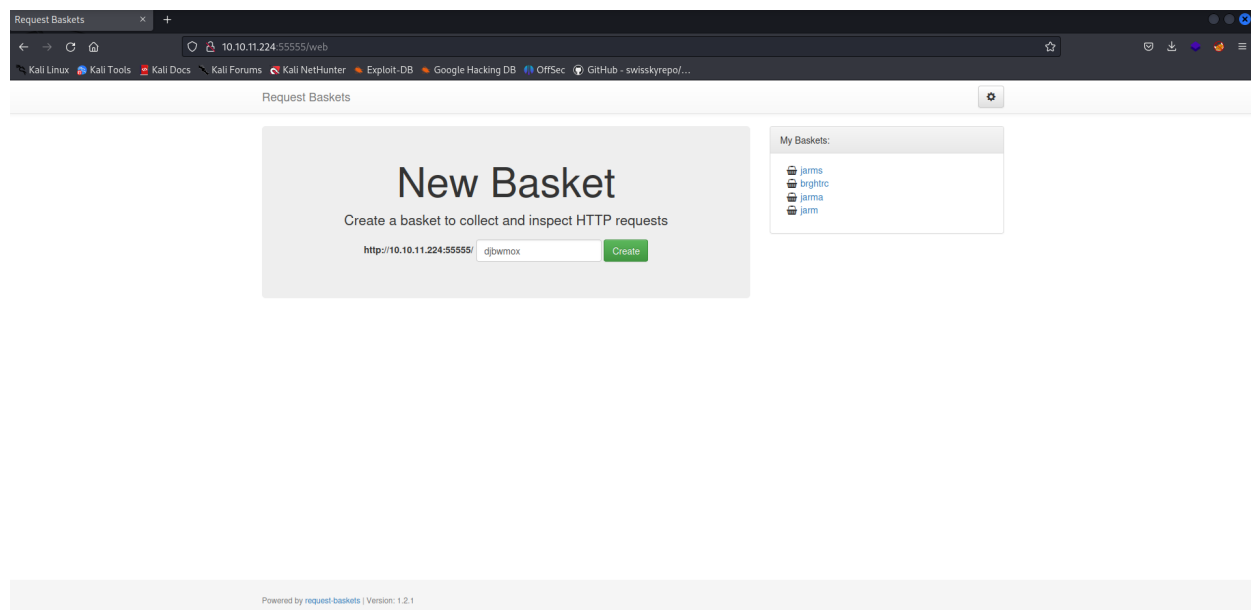 Request Baskets
10.10.11.224:55555/web
Kali Linux Kali Tools Kali Docs Kali Forums Kali NetHunter Exploit-DB Google Hacking DB OffSec GitHub - swisskyrepo/...
Request Baskets
New Basket
Create a basket to collect and inspect HTTP requests
http://10.10.11.224:55555/ djbwmox Create
My Baskets:
jarms
brghtrc
jarma
jarm
Powered by request-baskets | Version: 1.2.1